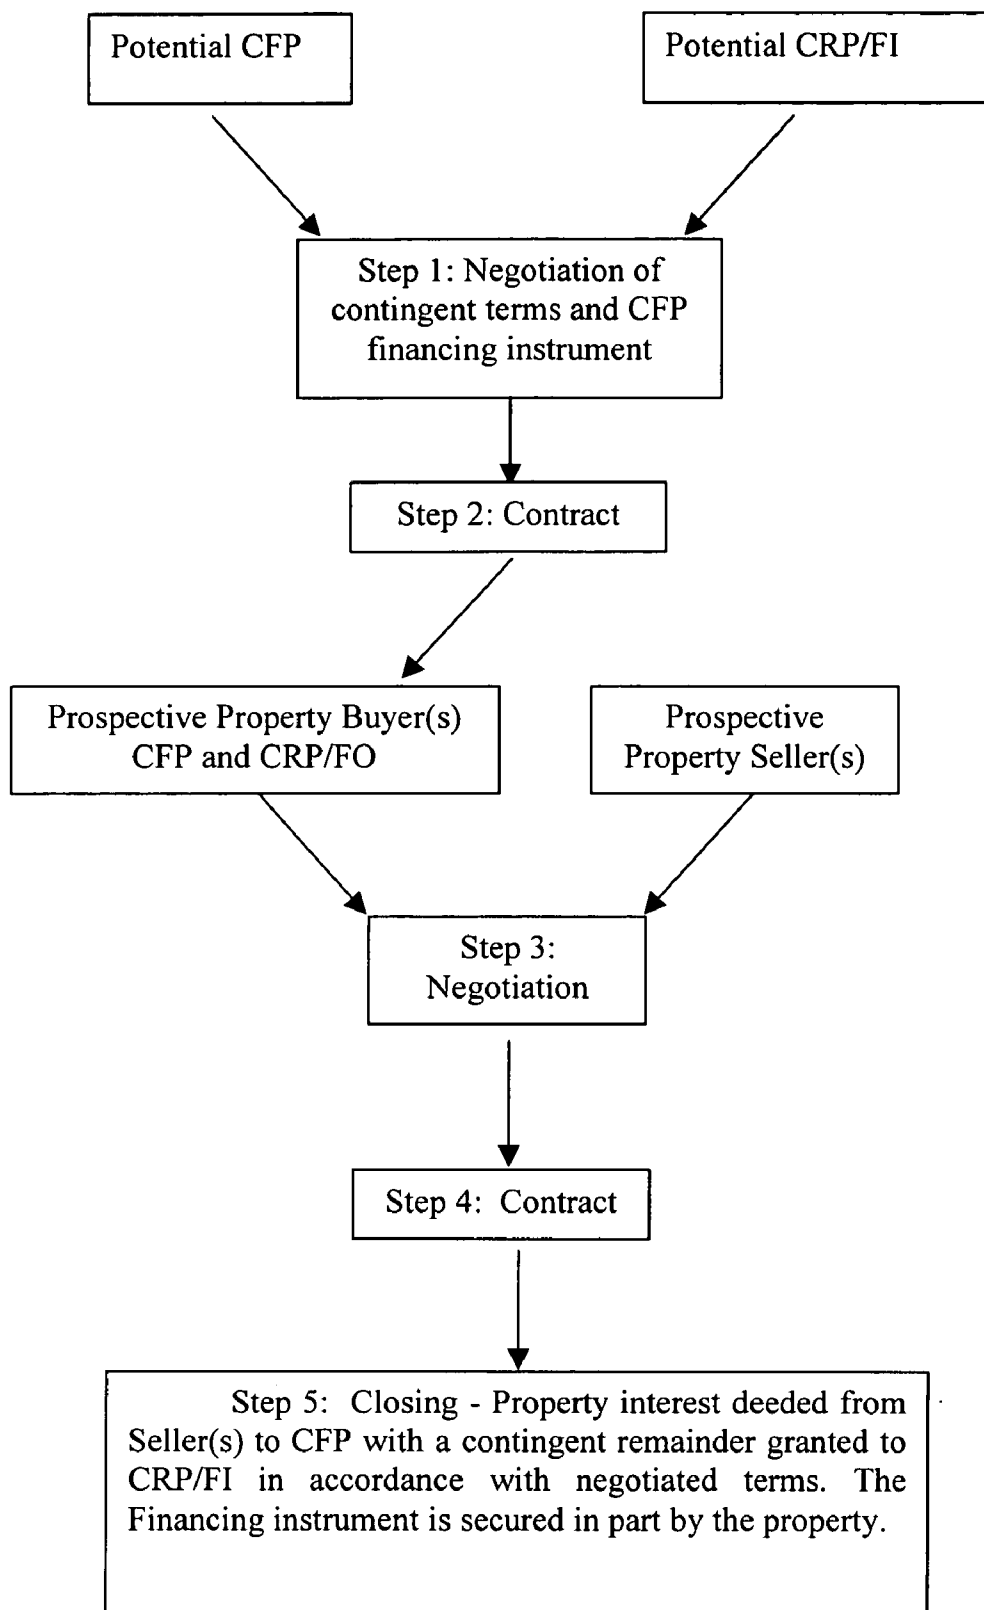 Potential CFP
Potential CRP/FI
Step 1: Negotiation of
contingent terms and CFP
financing instrument
Step 2: Contract
Prospective Property Buyer(s)
CFP and CRP/FO
Prospective
Property Seller(s)
Step 3:
Negotiation
Step 4: Contract
Step 5: Closing - Property interest deeded from
Seller(s) to CFP with a contingent remainder granted to
CRP/FI in accordance with negotiated terms. The
Financing instrument is secured in part by the property.